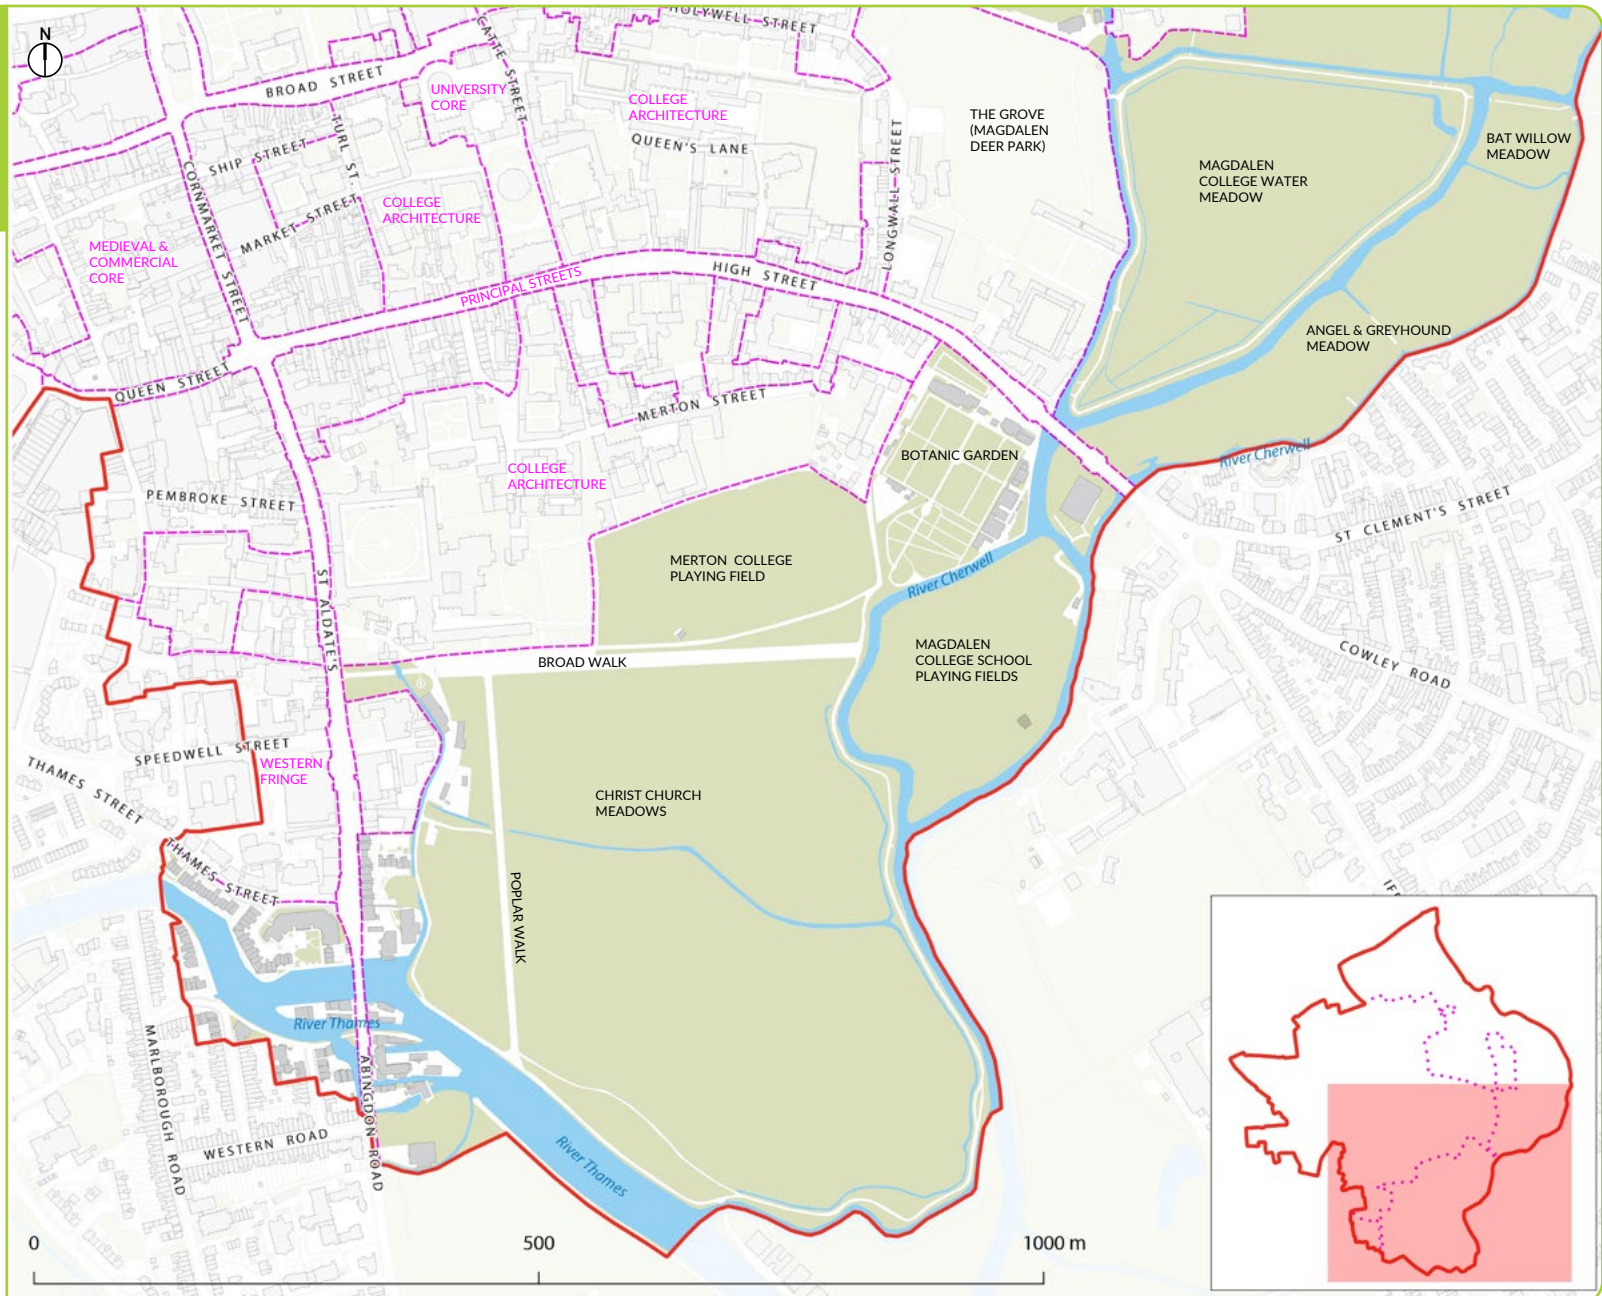 N
HOLYWELL STREET
CATTE STREET
BROAD STREET
UNIVERSITY
CORE
COLLEGE
ARCHITECTURE
THE GROVE
(MAGDALEN
DEER PARK)
TURL ST.
QUEEN'S LANE
LONGWALL STREET
BAT WILLOW
MEADOW
SHIP STREET
MAGDALEN
COLLEGE WATER
MEADOW
CORNMARKET STREET
MARKET STREET
COLLEGE
ARCHITECTURE
MEDIEVAL &
COMMERCIAL
CORE
PRINCIPAL STREETS
HIGH STREET
ANGEL & GREYHOUND
MEADOW
QUEEN STREET
MERTON STREET
BOTANIC GARDEN
River Cherwell
COLLEGE
ARCHITECTURE
PEMBROKE STREET
ST CLEMENT'S STREET
MERTON COLLEGE
PLAYING FIELD
River Cherwell
ST ALDATE'S
MAGDALEN
COLLEGE SCHOOL
PLAYING FIELDS
COWLEY ROAD
BROAD WALK
SPEEDWELL STREET
WESTERN
FRINGE
THAMES STREET
CHRIST CHURCH
MEADOWS
THAMES STREET
POPLAR WALK
River Thames
MARLBOROUGH ROAD
ABINGDON ROAD
WESTERN ROAD
River Thames
0
500
1000 m